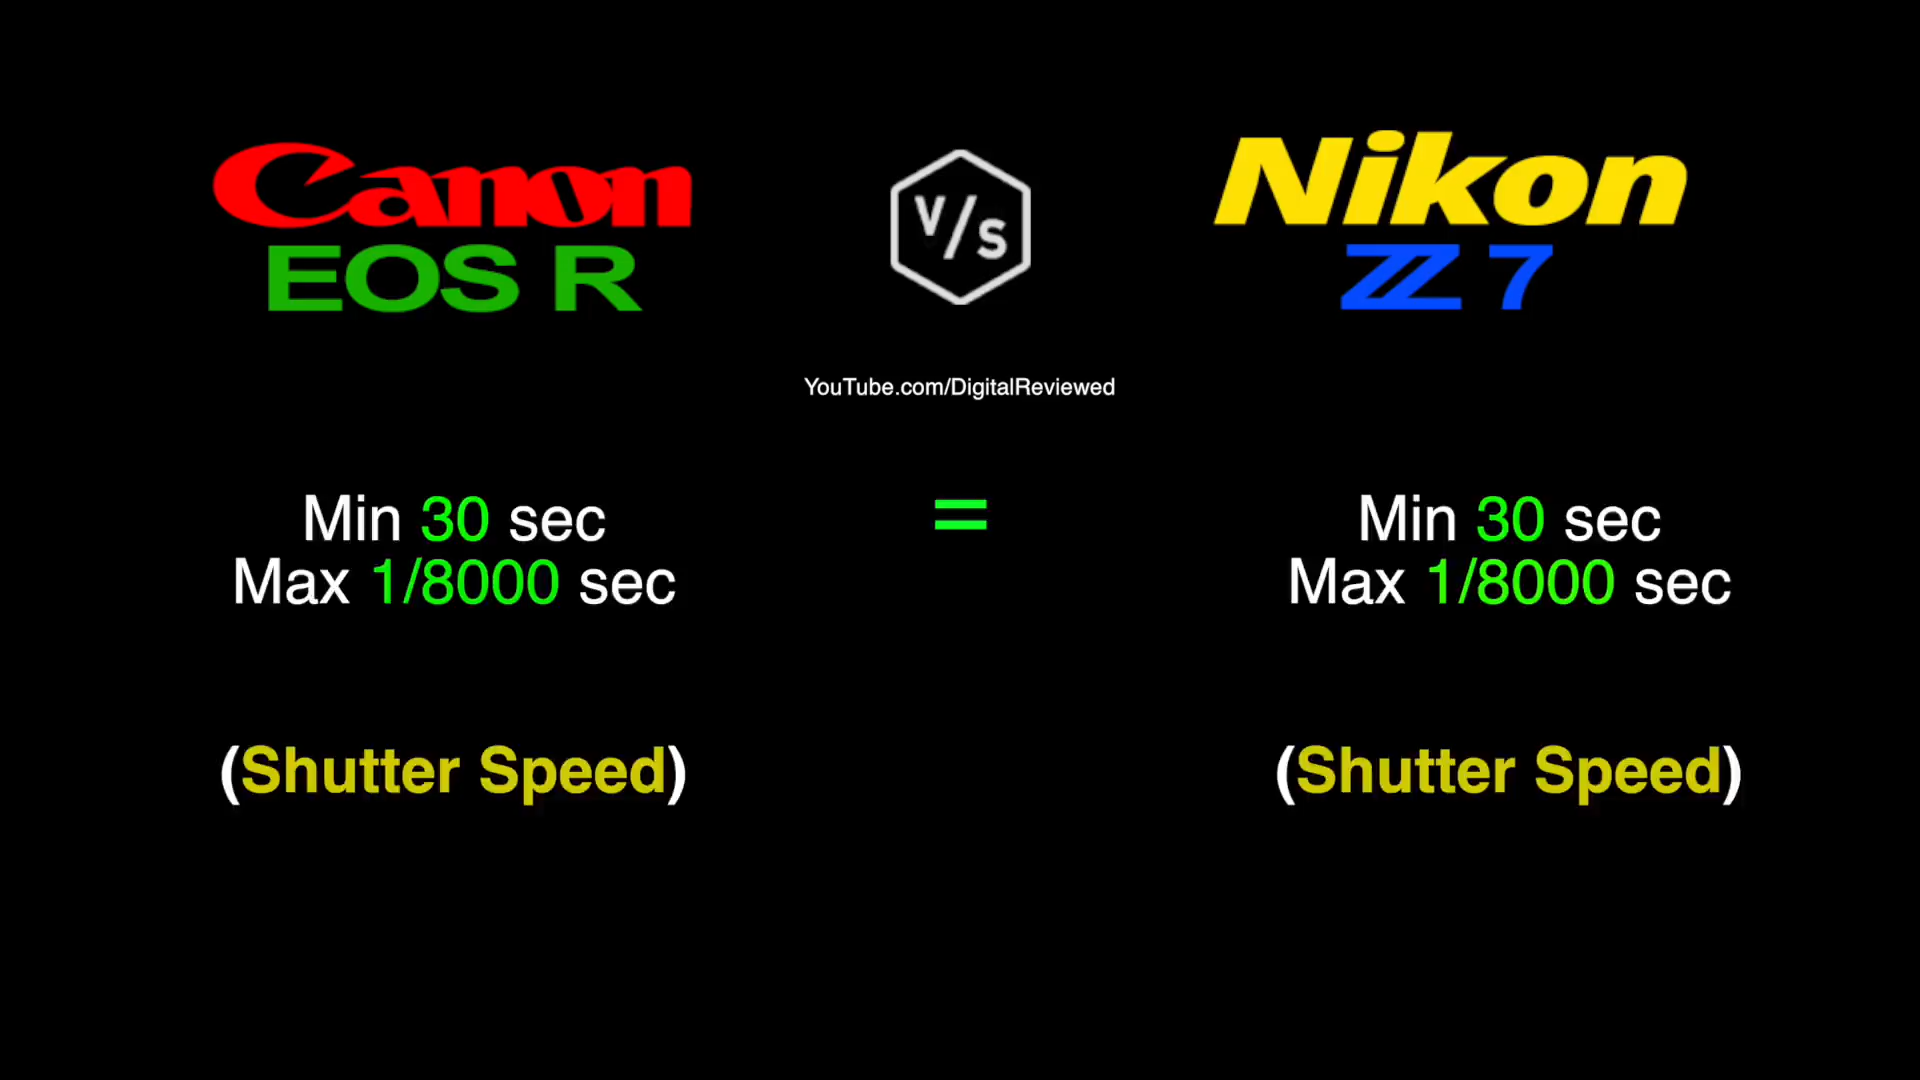 Canon
EOS R
V/S
Nikon
Z 7
YouTube.com/DigitalReviewed
Min 30 sec
Max 1/8000 sec
=
Min 30 sec
Max 1/8000 sec
(Shutter Speed)
(Shutter Speed)